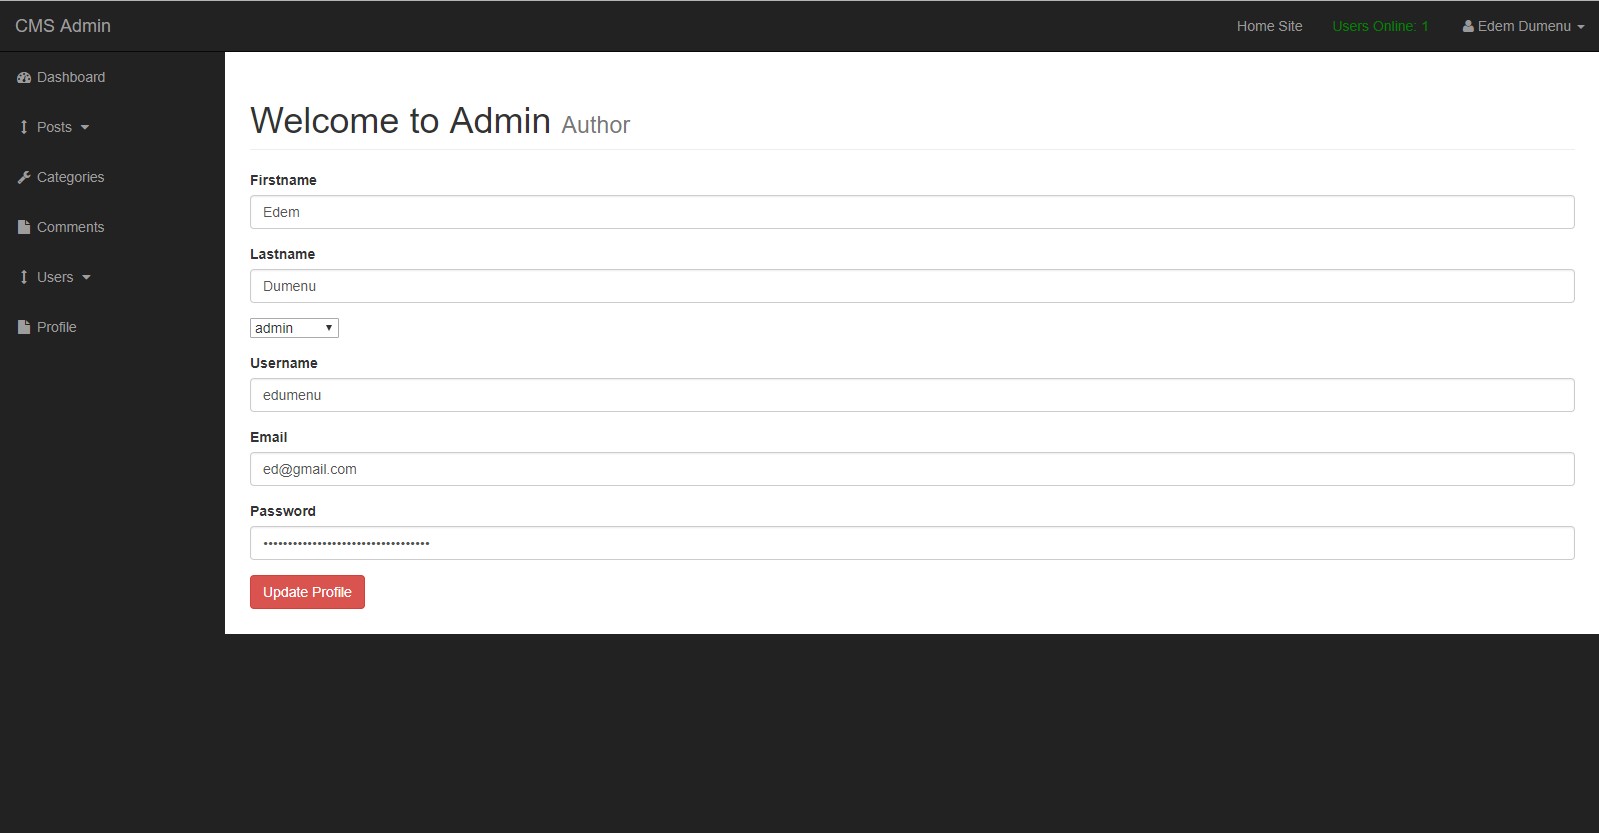 CMS Admin
Home Site
Users Online: 1
Edem Dumenu
Dashboard
Posts
Categories
Comments
Users
Profile
Welcome to Admin Author
Firstname
Edem
Lastname
Dumenu
admin
Username
edumenu
Email
ed@gmail.com
Password
••••••••••••••••••••••••••••••••••
Update Profile